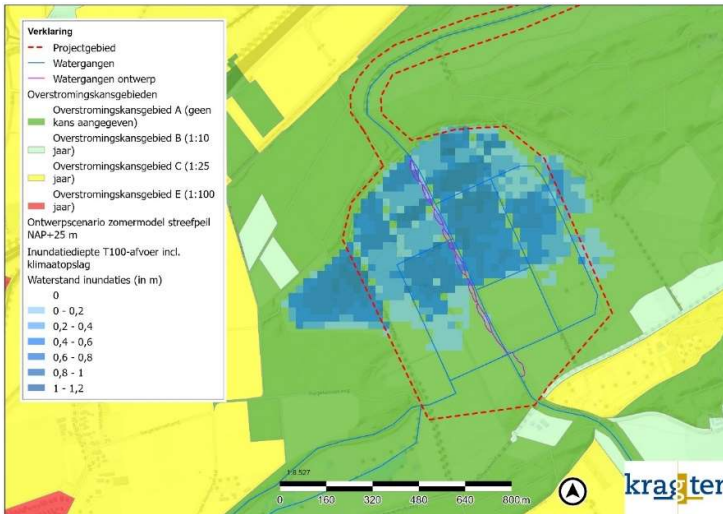 Verklaring
Projectgebied
Watergangen
Watergangen ontwerp
Overstromingskansgebieden
Overstromingskansgebied A (geen
kans aangegeven)
Overstromingskansgebied B (1:10
jaar)
Overstromingskansgebied C (1:25
jaar)
Overstromingskansgebied E (1:100
jaar)
Ontwerpscenario zomermodel streefpeil
NAP+25 m
Inundatiediepte T100-afvoer incl.
klimaatopslag
Waterstand inundaties (in m)
0
0 - 0,2
0,2 - 0,4
0,4 - 0,6
0,6 - 0,8
0,8 - 1
1 - 1,2
1:8.527
0 160 320 480 640 800 m
kragten